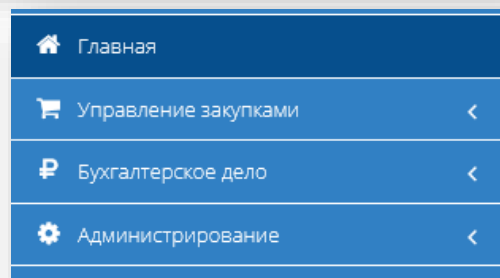 Главная
Управление закупками
Бухгалтерское дело
Администрирование